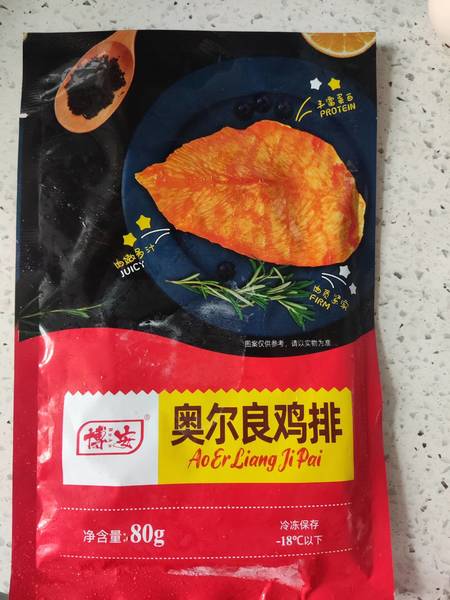 丰富蛋白
PROTEIN
肉嫩多汁
JUICY
肉质紧实
FIRM
图案仅供参考，请以实物为准
博安
®
奥尔良鸡排
AoEr Liang Ji Pai
净含量: 80g
冷冻保存
-18℃以下